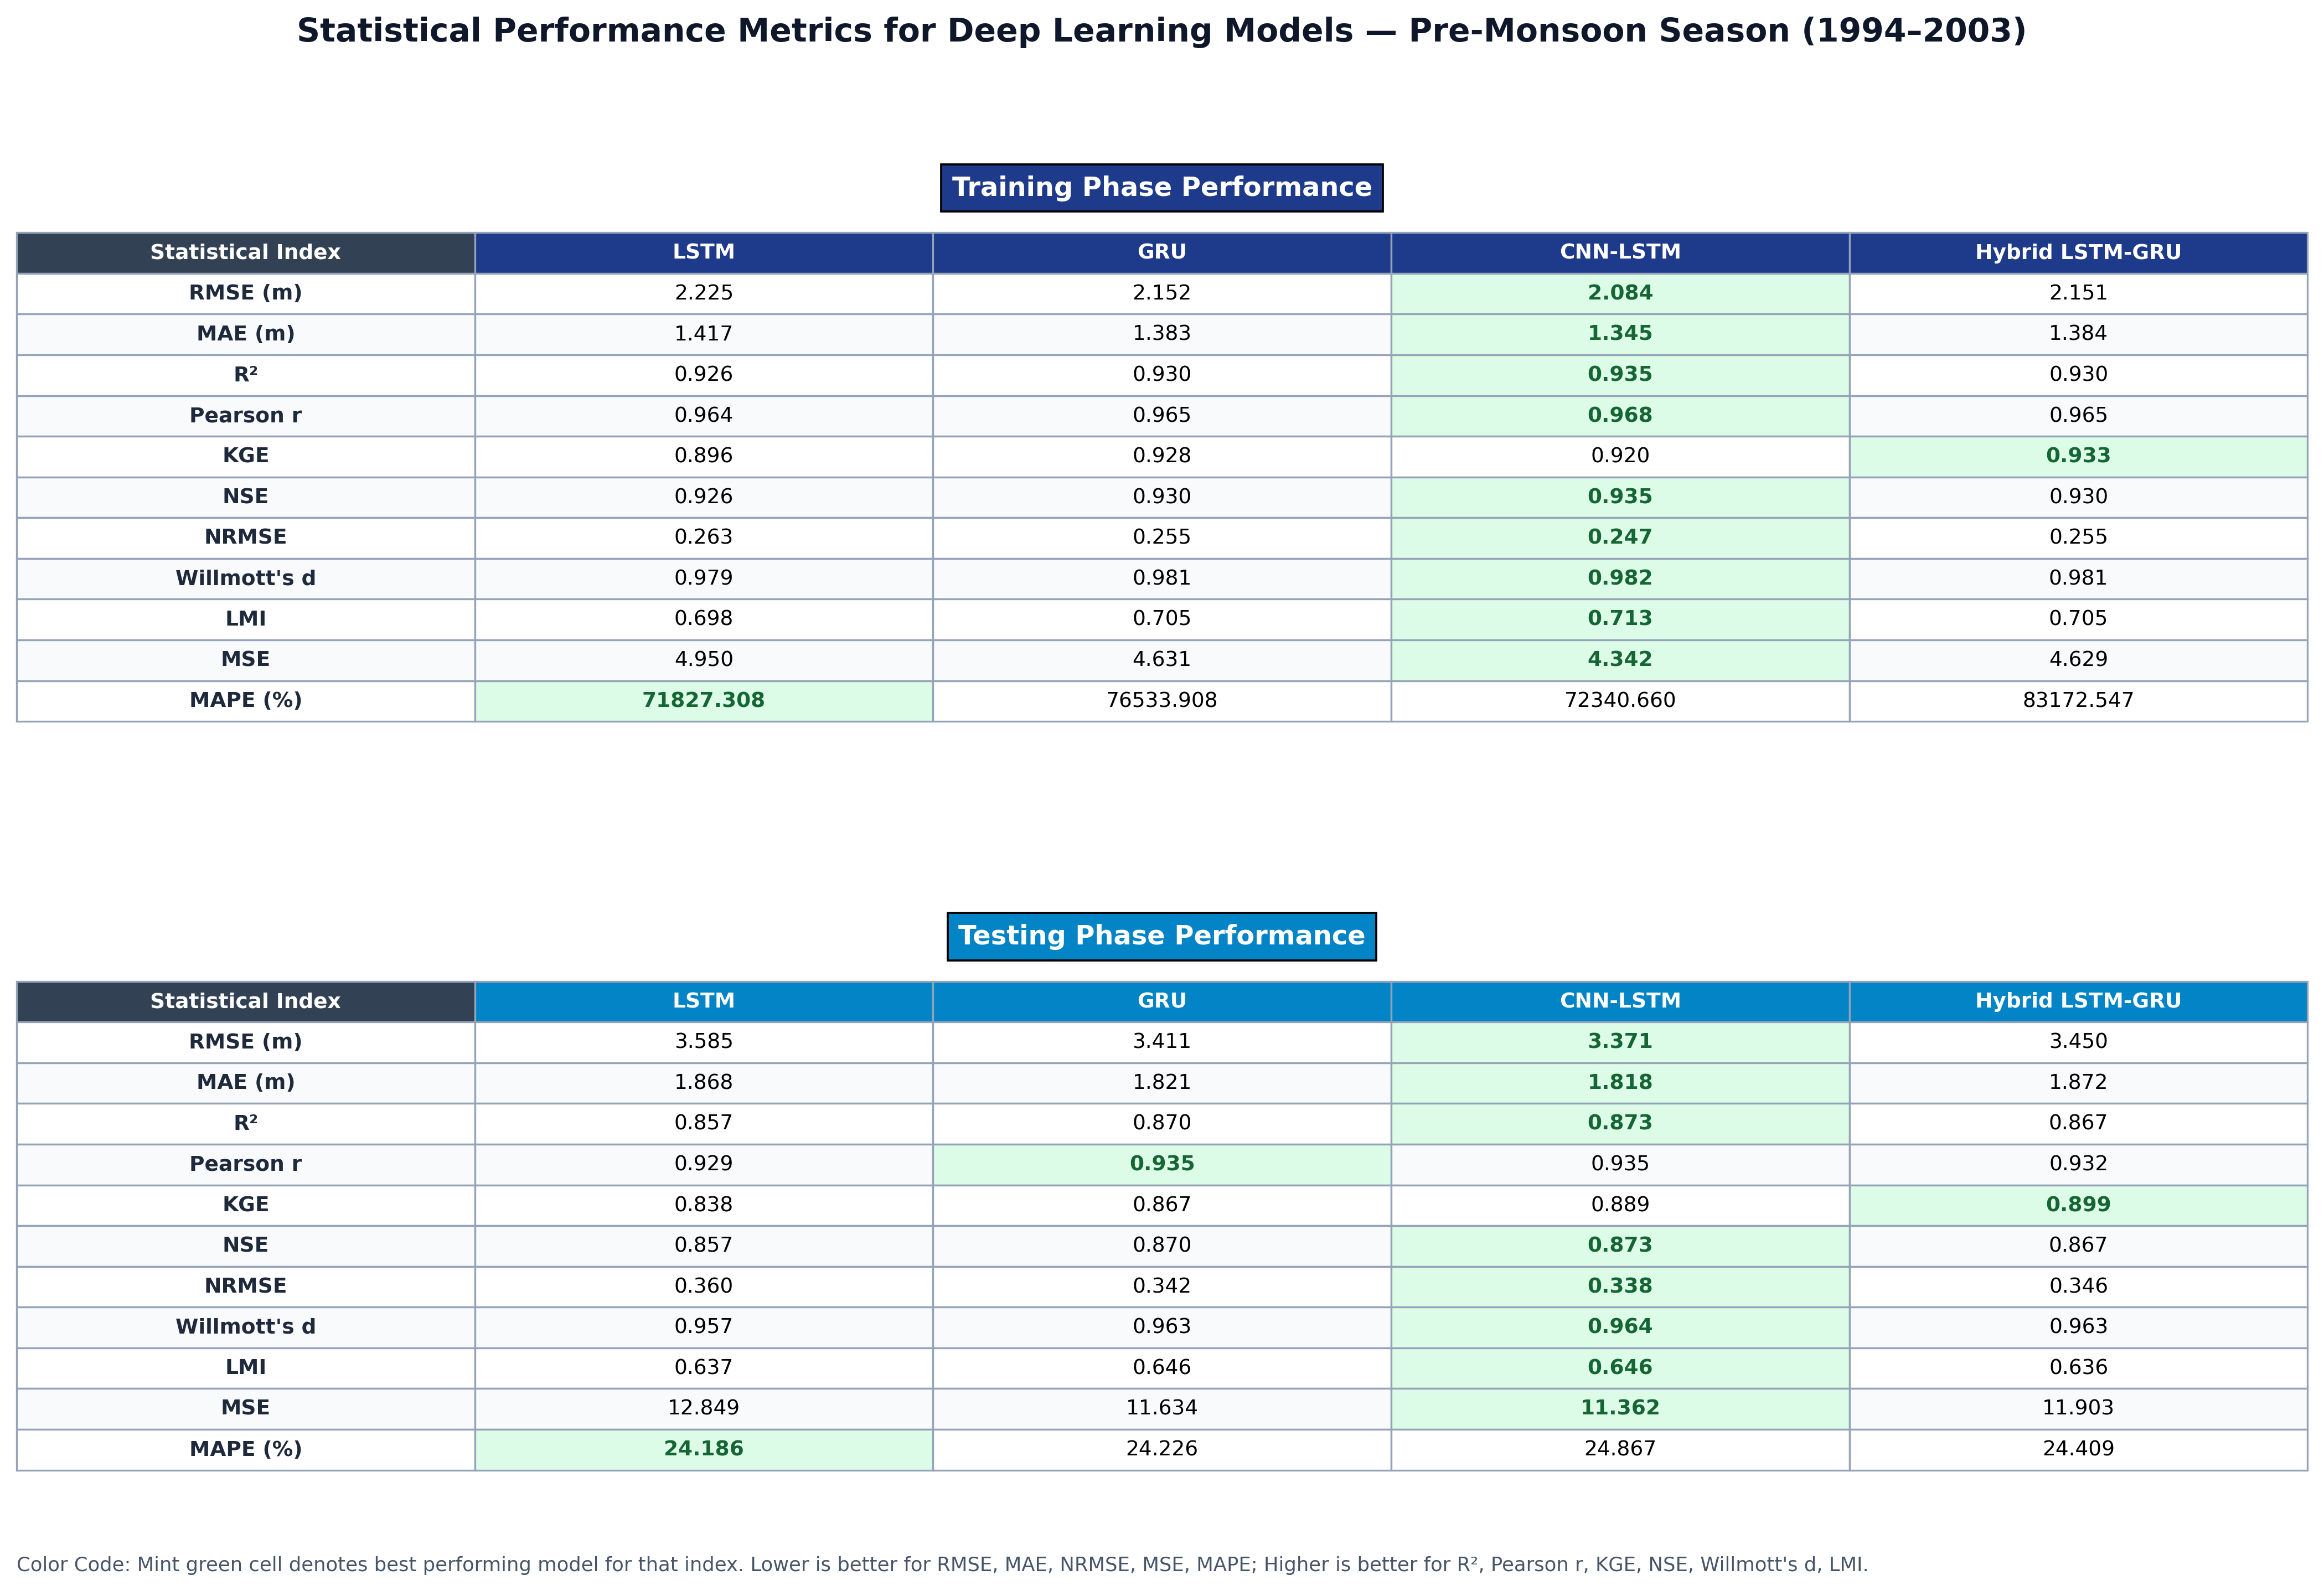 Statistical Performance Metrics for Deep Learning Models — Pre-Monsoon Season (1994–2003)
Training Phase Performance
Statistical Index LSTM GRU CNN-LSTM Hybrid LSTM-GRU
RMSE (m) 2.225 2.152 2.084 2.151
MAE (m) 1.417 1.383 1.345 1.384
R² 0.926 0.930 0.935 0.930
Pearson r 0.964 0.965 0.968 0.965
KGE 0.896 0.928 0.920 0.933
NSE 0.926 0.930 0.935 0.930
NRMSE 0.263 0.255 0.247 0.255
Willmott's d 0.979 0.981 0.982 0.981
LMI 0.698 0.705 0.713 0.705
MSE 4.950 4.631 4.342 4.629
MAPE (%) 71827.308 76533.908 72340.660 83172.547
Testing Phase Performance
Statistical Index LSTM GRU CNN-LSTM Hybrid LSTM-GRU
RMSE (m) 3.585 3.411 3.371 3.450
MAE (m) 1.868 1.821 1.818 1.872
R² 0.857 0.870 0.873 0.867
Pearson r 0.929 0.935 0.935 0.932
KGE 0.838 0.867 0.889 0.899
NSE 0.857 0.870 0.873 0.867
NRMSE 0.360 0.342 0.338 0.346
Willmott's d 0.957 0.963 0.964 0.963
LMI 0.637 0.646 0.646 0.636
MSE 12.849 11.634 11.362 11.903
MAPE (%) 24.186 24.226 24.867 24.409
Color Code: Mint green cell denotes best performing model for that index. Lower is better for RMSE, MAE, NRMSE, MSE, MAPE; Higher is better for R², Pearson r, KGE, NSE, Willmott's d, LMI.